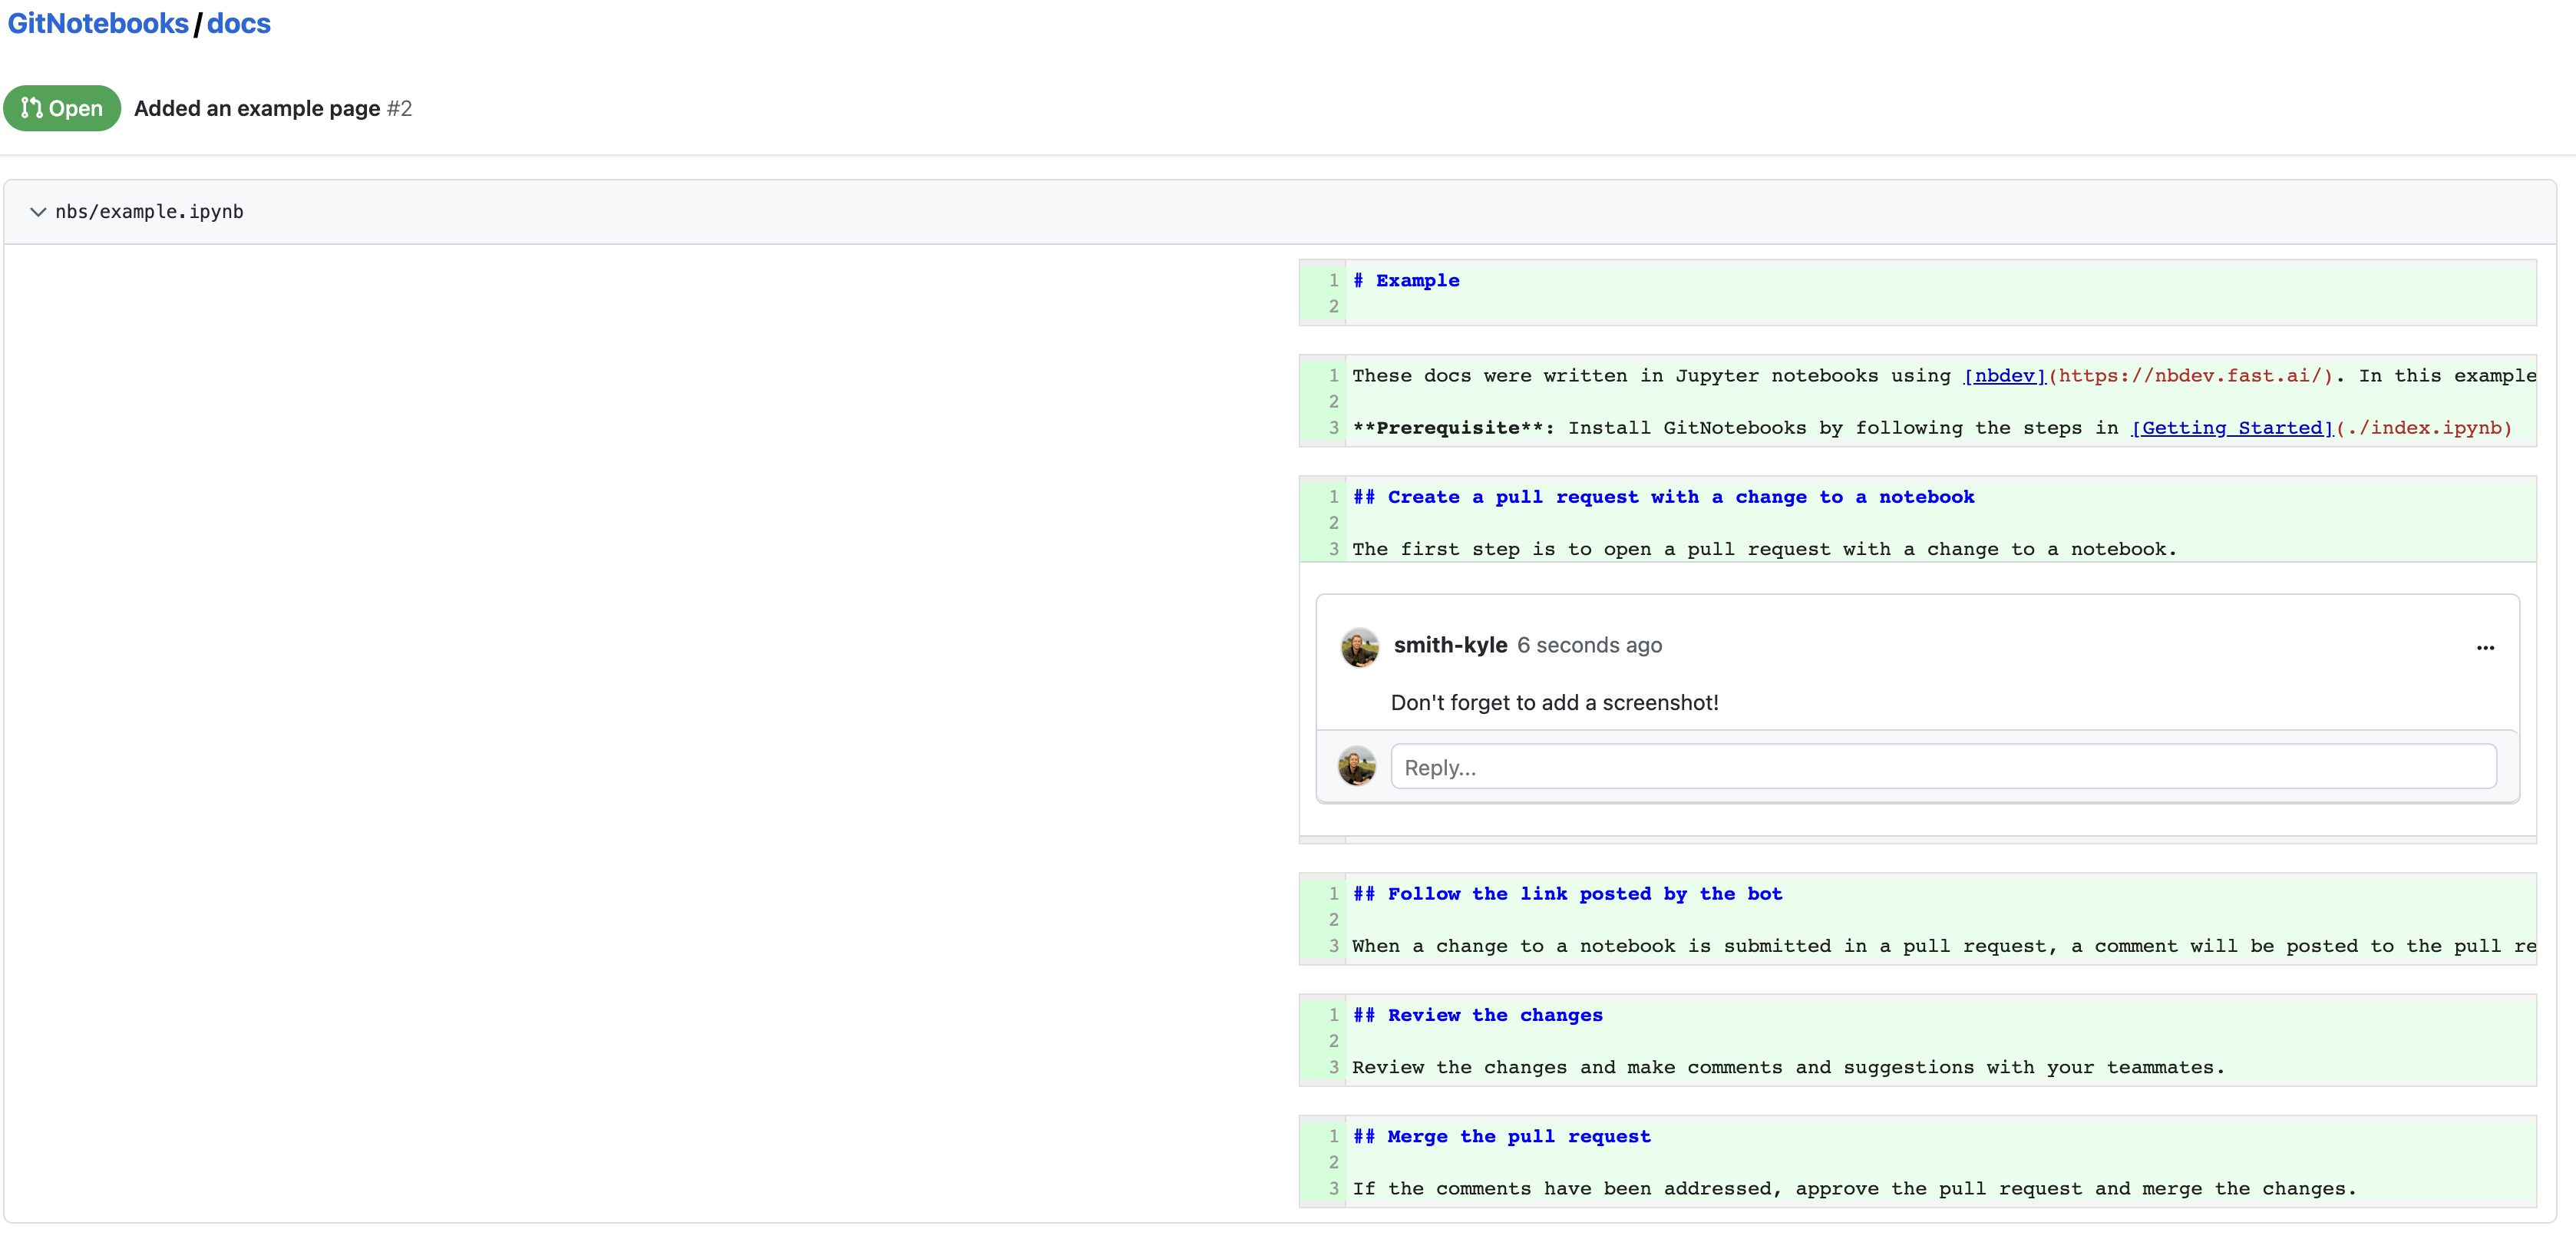 GitNotebooks / docs
Open Added an example page #2
nbs/example.ipynb
1 # Example
2
1 These docs were written in Jupyter notebooks using [nbdev](https://nbdev.fast.ai/). In this example
2
3 **Prerequisite**: Install GitNotebooks by following the steps in [Getting Started](./index.ipynb)
1 ## Create a pull request with a change to a notebook
2
3 The first step is to open a pull request with a change to a notebook.
smith-kyle 6 seconds ago ...
Don't forget to add a screenshot!
Reply...
1 ## Follow the link posted by the bot
2
3 When a change to a notebook is submitted in a pull request, a comment will be posted to the pull re
1 ## Review the changes
2
3 Review the changes and make comments and suggestions with your teammates.
1 ## Merge the pull request
2
3 If the comments have been addressed, approve the pull request and merge the changes.